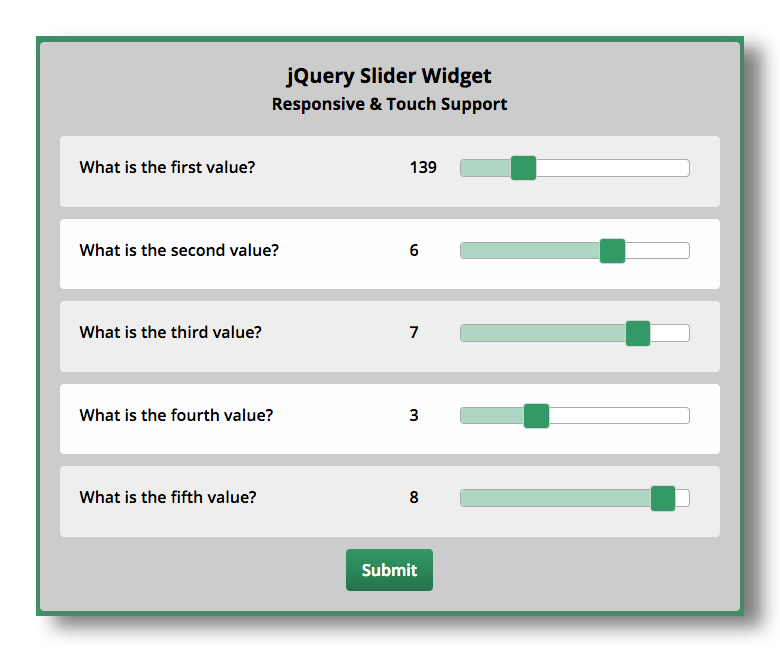 jQuery Slider Widget
Responsive & Touch Support
What is the first value? 139
What is the second value? 6
What is the third value? 7
What is the fourth value? 3
What is the fifth value? 8
Submit